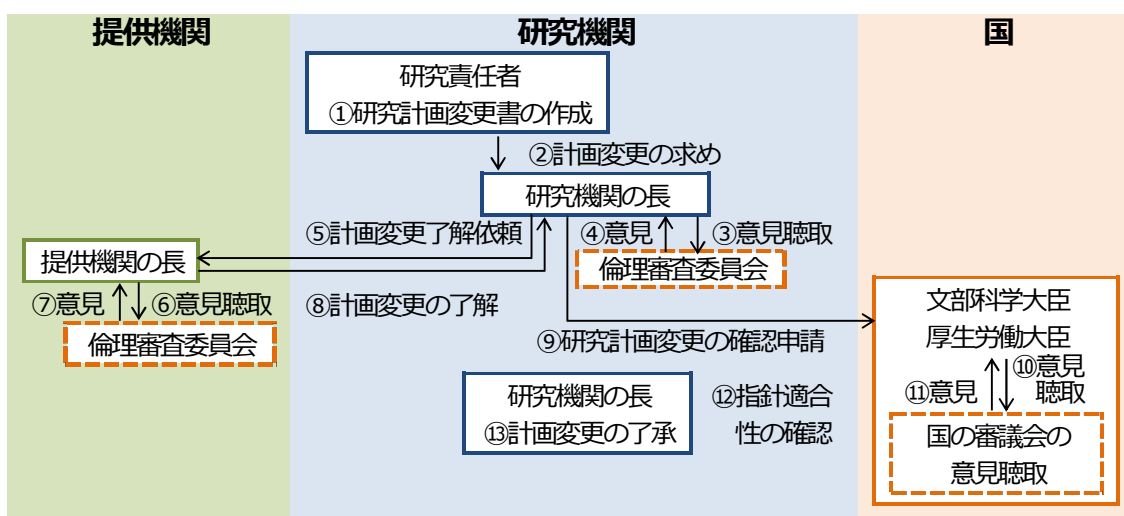 提供機関
研究機関
国
研究責任者
①研究計画変更書の作成
②計画変更の求め
研究機関の長
⑤計画変更了解依頼
④意見
③意見聴取
倫理審査委員会
提供機関の長
⑦意見
⑥意見聴取
倫理審査委員会
⑧計画変更の了解
⑨研究計画変更の確認申請
文部科学大臣
厚生労働大臣
⑪意見
⑩意見
聴取
国の審議会の
意見聴取
研究機関の長
⑬計画変更の了承
⑫指針適合
性の確認